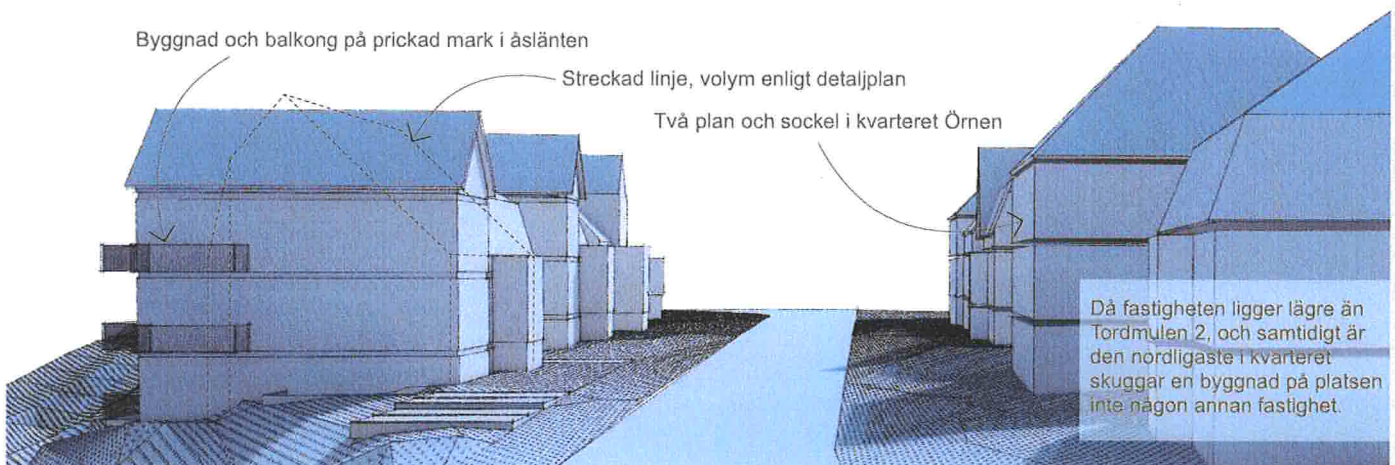 Byggnad och balkong på prickad mark i åslänten
Streckad linje, volym enligt detaljplan
Två plan och sockel i kvarteret Örnen
Då fastigheten ligger lägre än
Tordmulen 2, och samtidigt är
den nordligaste i kvarteret
skuggar en byggnad på platsen
inte någon annan fastighet.